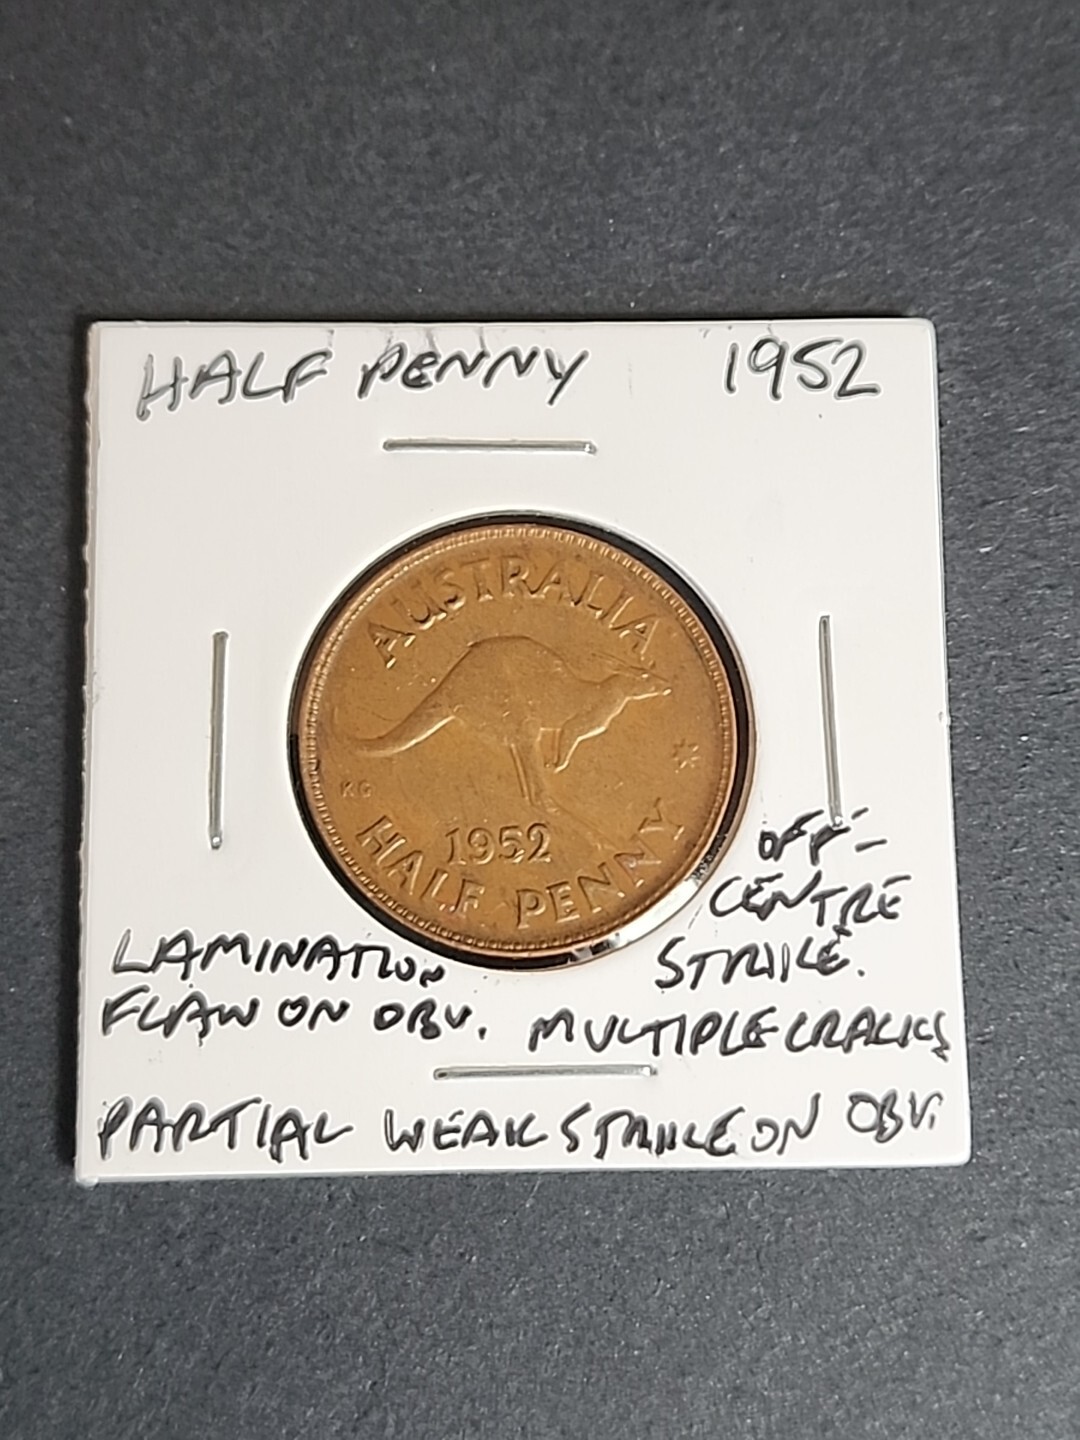 HALF PENNY 1952
AUSTRALIA
KG
1952
HALF PENNY
OFF-
CENTRE
STRIKE.
LAMINATION
FLAW ON OBV.
MULTIPLE CRACKS
PARTIAL WEAK STRIKE ON OBV.